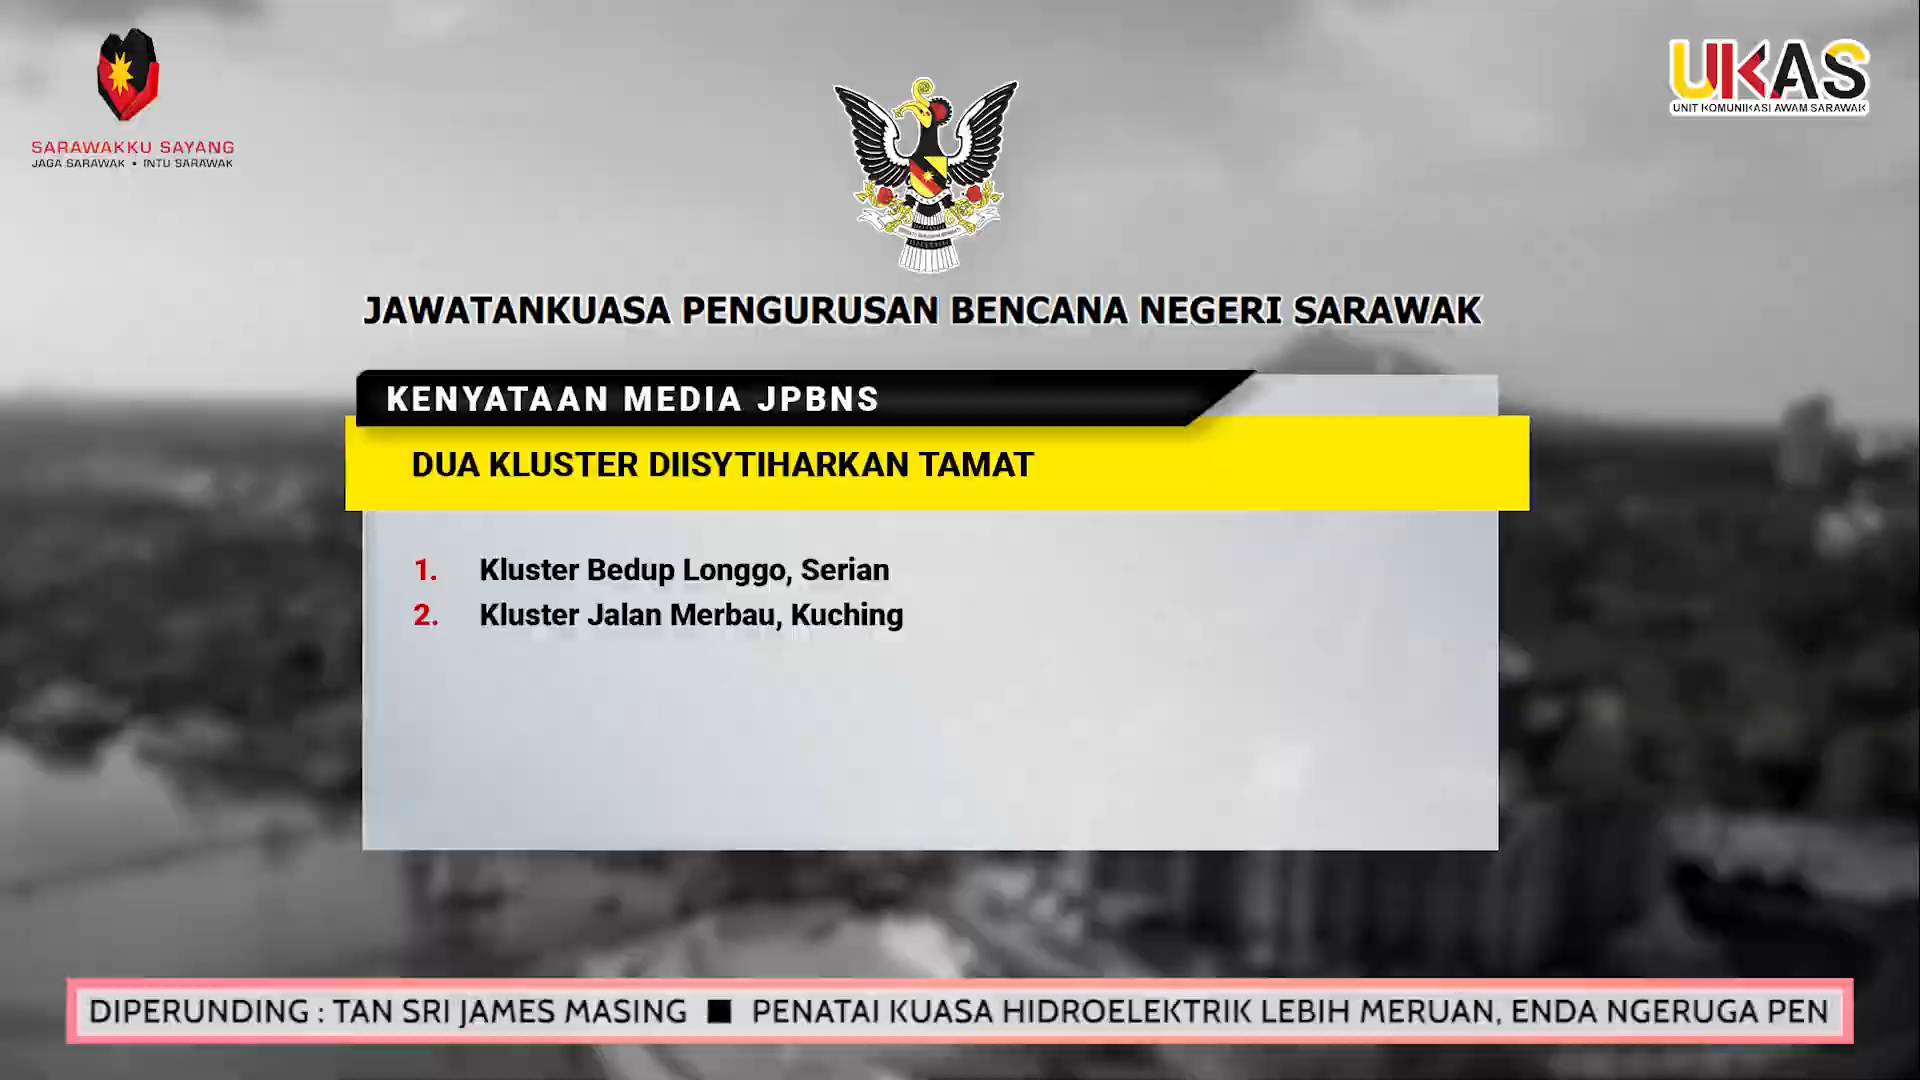 SARAWAKKU SAYANG
JAGA SARAWAK • INTU SARAWAK
UKAS
UNIT KOMUNIKASI AWAM SARAWAK
JAWATANKUASA PENGURUSAN BENCANA NEGERI SARAWAK
KENYATAAN MEDIA JPBNS
DUA KLUSTER DIISYTIHARKAN TAMAT
1. Kluster Bedup Longgo, Serian
2. Kluster Jalan Merbau, Kuching
DIPERUNDING : TAN SRI JAMES MASING ■ PENATAI KUASA HIDROELEKTRIK LEBIH MERUAN, ENDA NGERUGA PEN